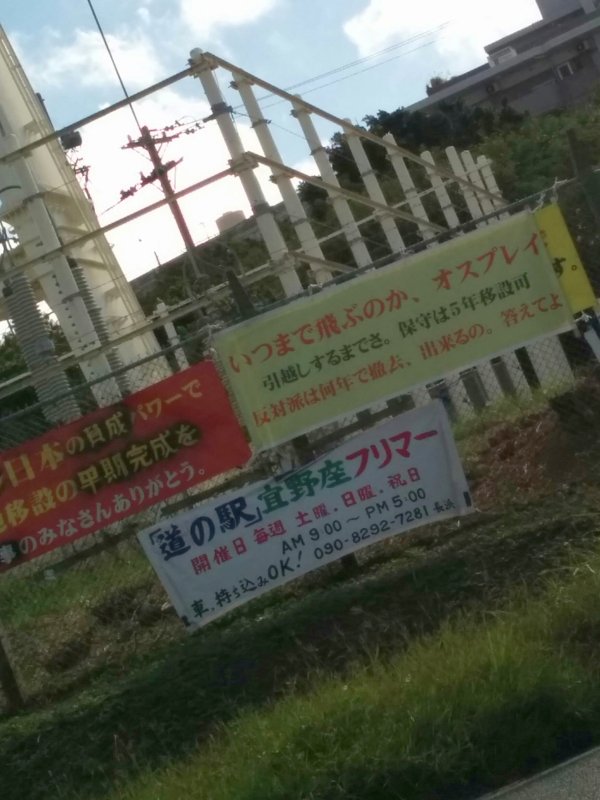 いつまで飛ぶのか、オスプレイ
引越しするまでさ。保守は5年移設可
反対派は何年で撤去、出来るの。答えてよ
す。
日本の賛成パワーで
移設の早期完成を
のみなさんありがとう。
「道の駅」宜野座フリマー
開催日 毎週 土曜・日曜・祝日
AM 9:00 ～ PM 5:00
車、持ち込みOK! 090-8292-7281 長浜